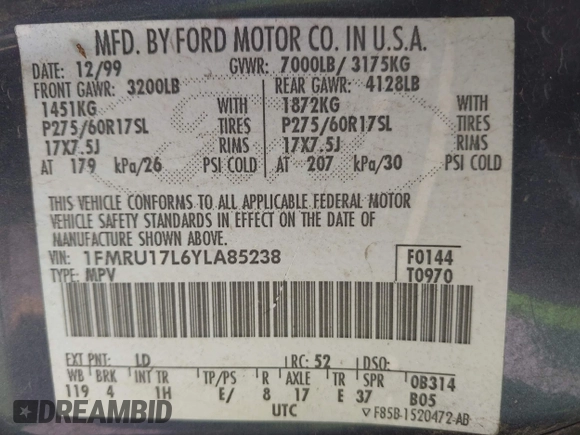 MFD. BY FORD MOTOR CO. IN U.S.A.
DATE: 12/99 GVWR: 7000LB/ 3175KG
FRONT GAWR: 3200LB REAR GAWR: 4128LB
1451KG WITH 1872KG WITH
P275/60R17SL TIRES P275/60R17SL TIRES
17X7.5J RIMS 17X7.5J RIMS
AT 179 kPa/26 PSI COLD AT 207 kPa/30 PSI COLD
THIS VEHICLE CONFORMS TO ALL APPLICABLE FEDERAL MOTOR
VEHICLE SAFETY STANDARDS IN EFFECT ON THE DATE OF
MANUFACTURE SHOWN ABOVE.
VIN: 1FMRU17L6YLA85238 F0144
TYPE: MPV T0970
EXT PNT: LD RC: 52 DSO:
WB BRK INT TR TP/PS R AXLE TR SPR 0B314
119 4 1H E/ 8 17 E 37 B05
UTC ▽ F85B-1520472-AB
DREAMBID